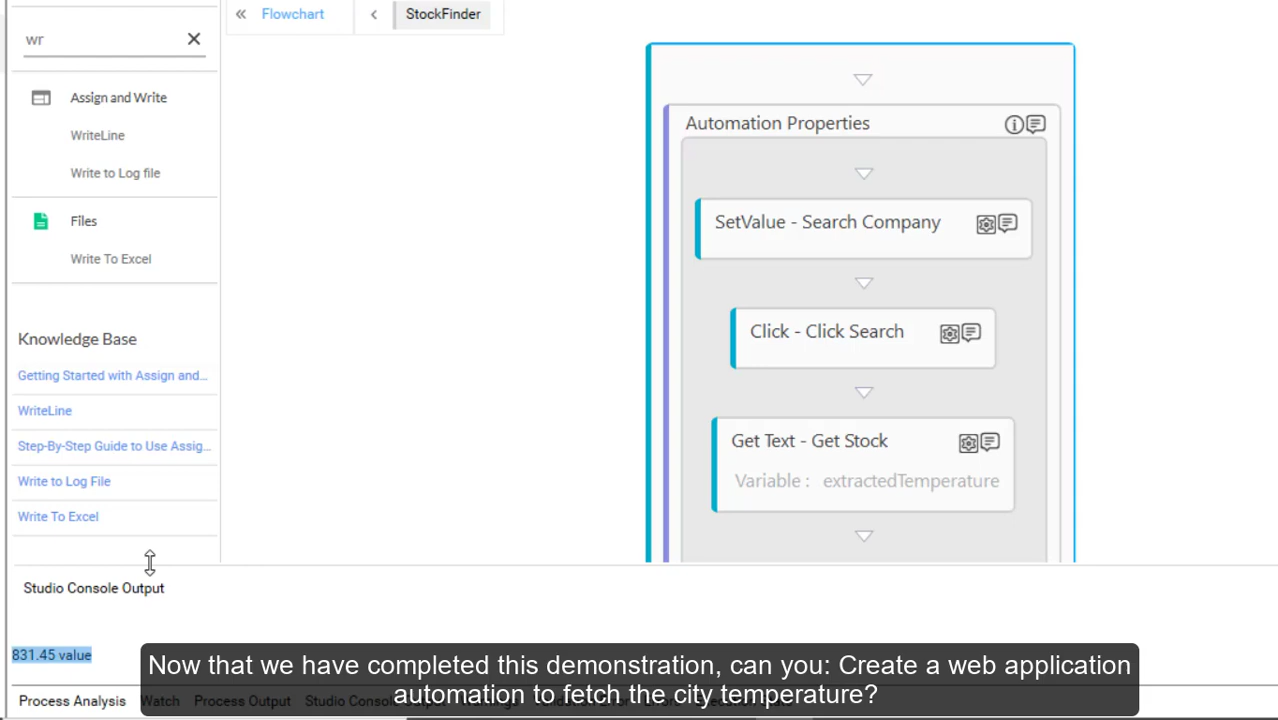 « Flowchart < StockFinder
wr
Assign and Write
WriteLine
Write to Log file
Files
Write To Excel
Knowledge Base
Getting Started with Assign and...
WriteLine
Step-By-Step Guide to Use Assig...
Write to Log File
Write To Excel
Automation Properties
SetValue - Search Company
Click - Click Search
Get Text - Get Stock
Variable : extractedTemperature
Studio Console Output
831.45 value
Now that we have completed this demonstration, can you: Create a web application
automation to fetch the city temperature?
Process Analysis Watch Process Output Studio Console Output